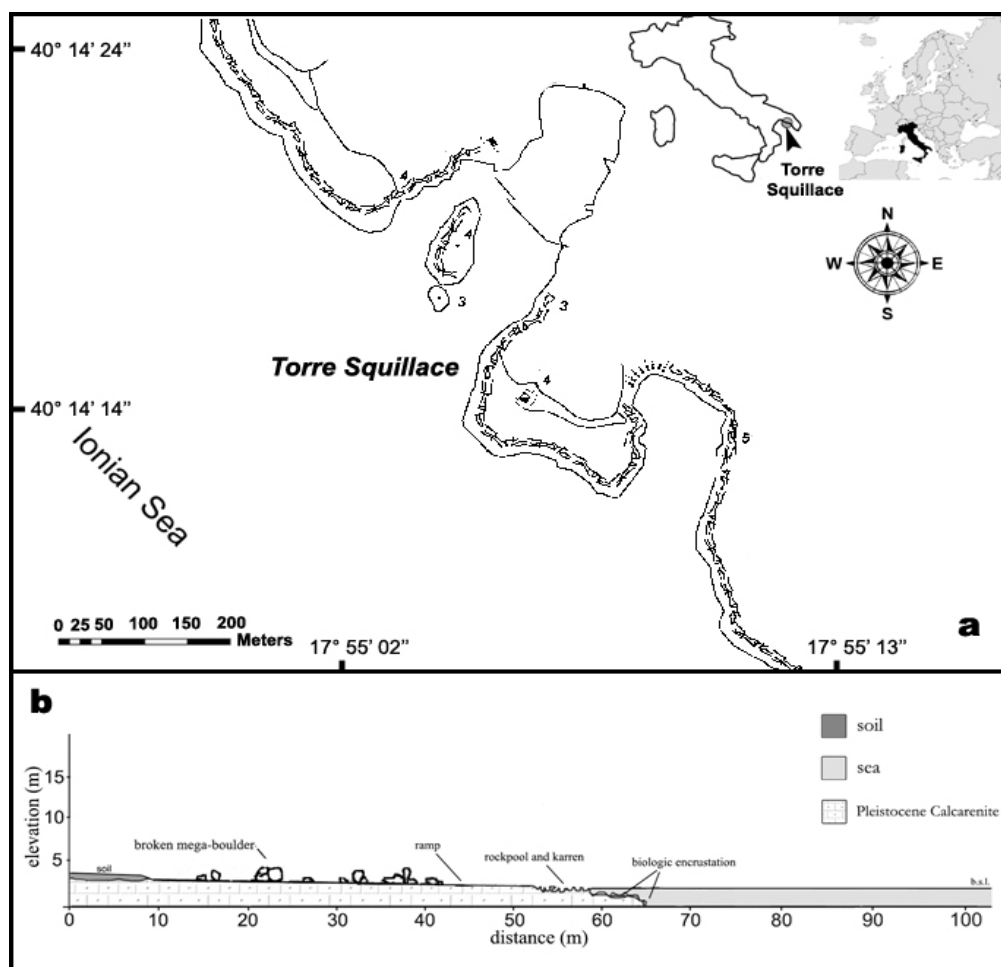 40° 14’ 24”
Torre
Squillace
N
W
E
S
4
4
3
3
Torre Squillace
4
40° 14’ 14”
5
Ionian Sea
0 25 50 100 150 200
Meters
17° 55’ 02”
17° 55’ 13”
a
b
soil
sea
Pleistocene Calcarenite
elevation (m)
15
10
5
broken mega-boulder
ramp
rockpool and karren
biologic encrustation
soil
b.s.l.
0 10 20 30 40 50 60 70 80 90 100
distance (m)